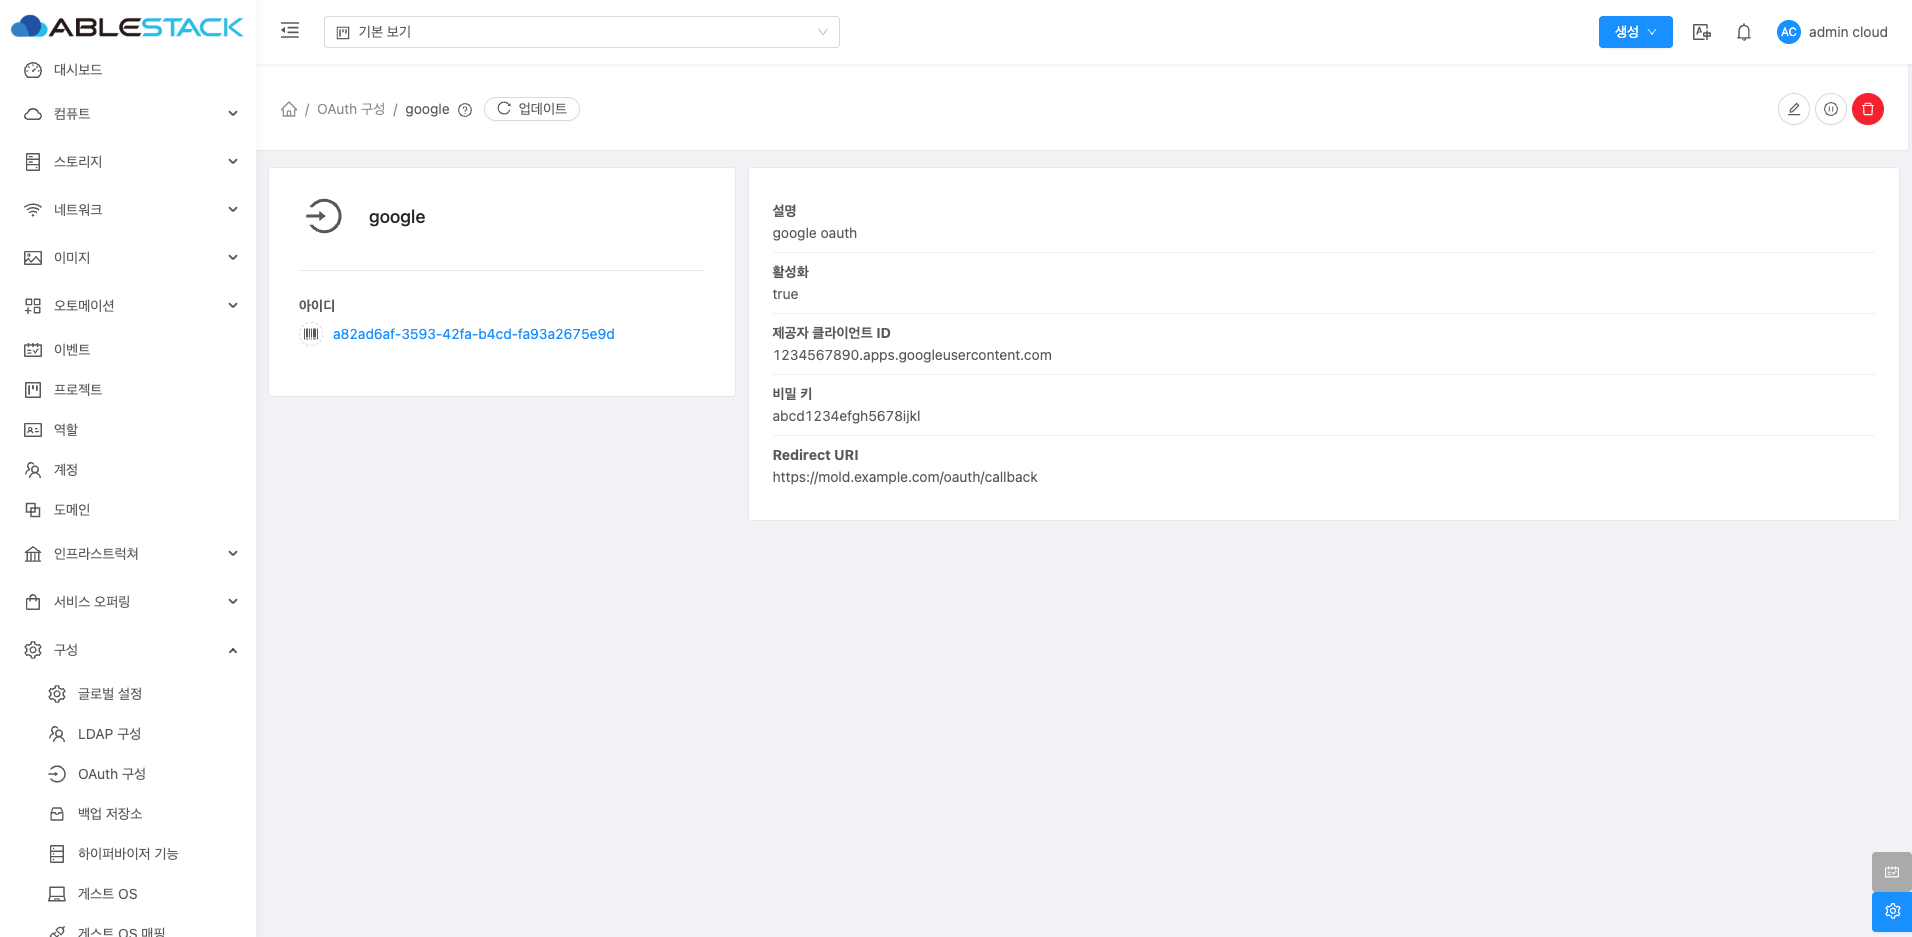 ABLESTACK
기본 보기
생성
AC
admin cloud
대시보드
컴퓨트
스토리지
네트워크
이미지
오토메이션
이벤트
프로젝트
역할
계정
도메인
인프라스트럭쳐
서비스 오퍼링
구성
글로벌 설정
LDAP 구성
OAuth 구성
백업 저장소
하이퍼바이저 기능
게스트 OS
게스트 OS 매핑
/ OAuth 구성 / google
업데이트
google
아이디
a82ad6af-3593-42fa-b4cd-fa93a2675e9d
설명
google oauth
활성화
true
제공자 클라이언트 ID
1234567890.apps.googleusercontent.com
비밀 키
abcd1234efgh5678ijkl
Redirect URI
https://mold.example.com/oauth/callback